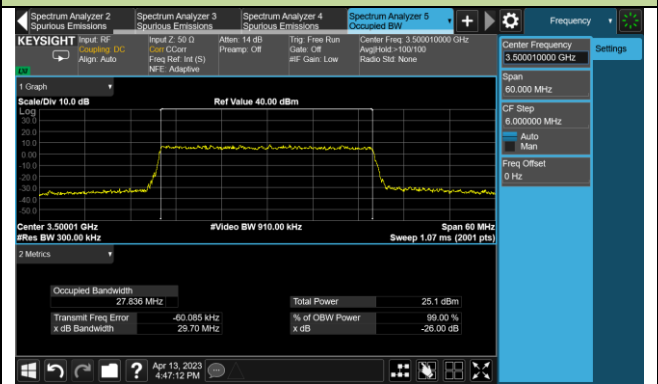 Spectrum Analyzer 2
Spurious Emissions
Spectrum Analyzer 3
Spurious Emissions
Spectrum Analyzer 4
Spurious Emissions
Spectrum Analyzer 5
Occupied BW
Frequency
KEYSIGHT
Input: RF
Coupling: DC
Align: Auto
Input Z: 50 Ω
Corr CCorr
Freq Ref: Int (S)
NFE: Adaptive
Atten: 14 dB
Preamp: Off
Trig: Free Run
Gate: Off
#IF Gain: Low
Center Freq: 3.500010000 GHz
Avg|Hold:>100/100
Radio Std: None
Center Frequency
3.500010000 GHz
Settings
Span
60.000 MHz
CF Step
6.000000 MHz
Auto
Man
Freq Offset
0 Hz
1 Graph
Scale/Div 10.0 dB
Ref Value 40.00 dBm
Log
30.0
20.0
10.0
0.00
-10.0
-20.0
-30.0
-40.0
-50.0
Center 3.50001 GHz
#Video BW 910.00 kHz
Span 60 MHz
#Res BW 300.00 kHz
Sweep 1.07 ms (2001 pts)
2 Metrics
Occupied Bandwidth
27.836 MHz
Total Power
25.1 dBm
Transmit Freq Error
-60.085 kHz
% of OBW Power
99.00 %
x dB Bandwidth
29.70 MHz
x dB
-26.00 dB
Apr 13, 2023
4:47:12 PM